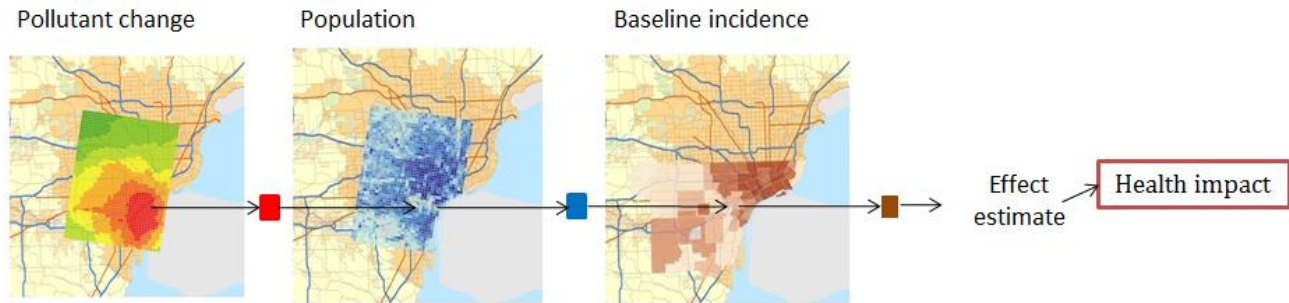 Pollutant change
Population
Baseline incidence
Effect
estimate
Health impact